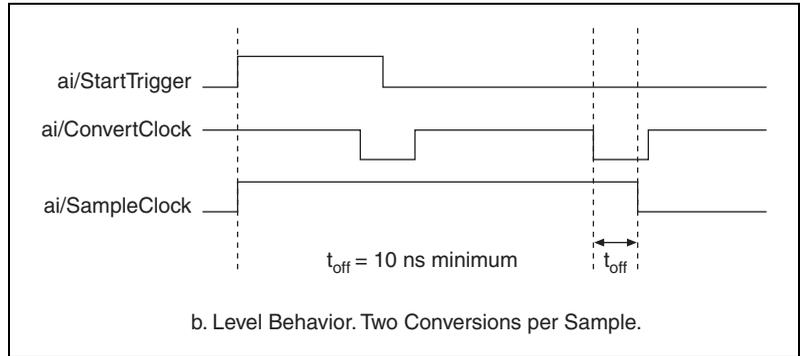 ai/StartTrigger
ai/ConvertClock
ai/SampleClock
t_off = 10 ns minimum
t_off
b. Level Behavior. Two Conversions per Sample.